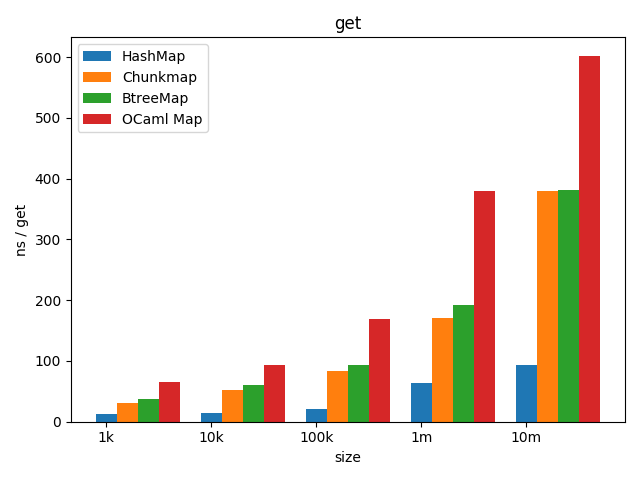 get
HashMap
Chunkmap
BtreeMap
OCaml Map
600
500
400
300
200
100
0
ns / get
1k 10k 100k 1m 10m
size